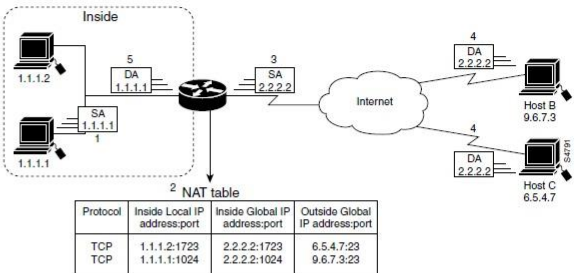 Inside
1.1.1.2
5
DA
1.1.1.1
3
SA
2.2.2.2
4
DA
2.2.2.2
Internet
Host B
9.6.7.3
SA
1.1.1.1
1
1.1.1.1
4
DA
2.2.2.2
Host C
6.5.4.7
S4791
2 NAT table
Protocol Inside Local IP address:port Inside Global IP address:port Outside Global IP address:port
TCP 1.1.1.2:1723 2.2.2.2:1723 6.5.4.7:23
TCP 1.1.1.1:1024 2.2.2.2:1024 9.6.7.3:23